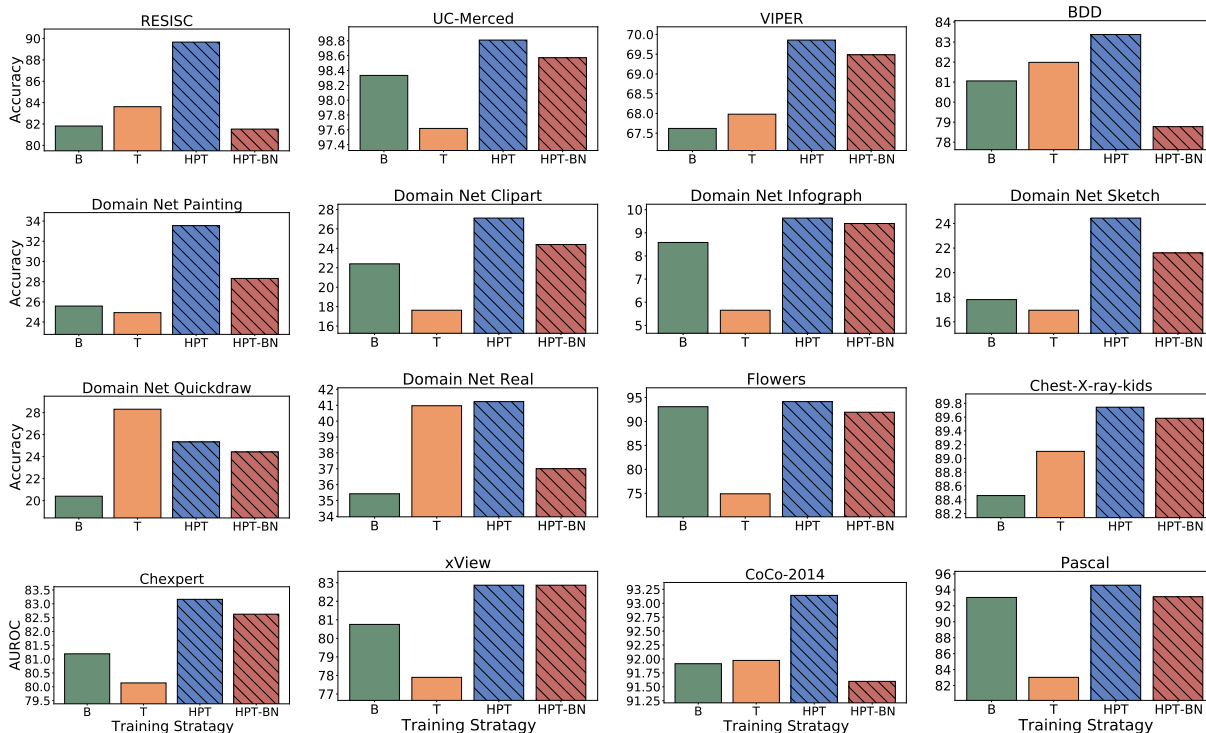 RESISC
Accuracy
90
88
86
84
82
80
B T HPT HPT-BN
UC-Merced
98.8
98.6
98.4
98.2
98.0
97.8
97.6
97.4
B T HPT HPT-BN
VIPER
70.0
69.5
69.0
68.5
68.0
67.5
B T HPT HPT-BN
BDD
84
83
82
81
80
79
78
B T HPT HPT-BN
Domain Net Painting
Accuracy
34
32
30
28
26
24
B T HPT HPT-BN
Domain Net Clipart
28
26
24
22
20
18
16
B T HPT HPT-BN
Domain Net Infograph
10
9
8
7
6
5
B T HPT HPT-BN
Domain Net Sketch
24
22
20
18
16
B T HPT HPT-BN
Domain Net Quickdraw
Accuracy
28
26
24
22
20
B T HPT HPT-BN
Domain Net Real
42
41
40
39
38
37
36
35
34
B T HPT HPT-BN
Flowers
95
90
85
80
75
B T HPT HPT-BN
Chest-X-ray-kids
89.8
89.6
89.4
89.2
89.0
88.8
88.6
88.4
88.2
B T HPT HPT-BN
Chexpert
AUROC
83.5
83.0
82.5
82.0
81.5
81.0
80.5
80.0
79.5
B T HPT HPT-BN
Training Stratagy
xView
83
82
81
80
79
78
77
B T HPT HPT-BN
Training Stratagy
CoCo-2014
93.25
93.00
92.75
92.50
92.25
92.00
91.75
91.50
91.25
B T HPT HPT-BN
Training Stratagy
Pascal
96
94
92
90
88
86
84
82
B T HPT HPT-BN
Training Stratagy